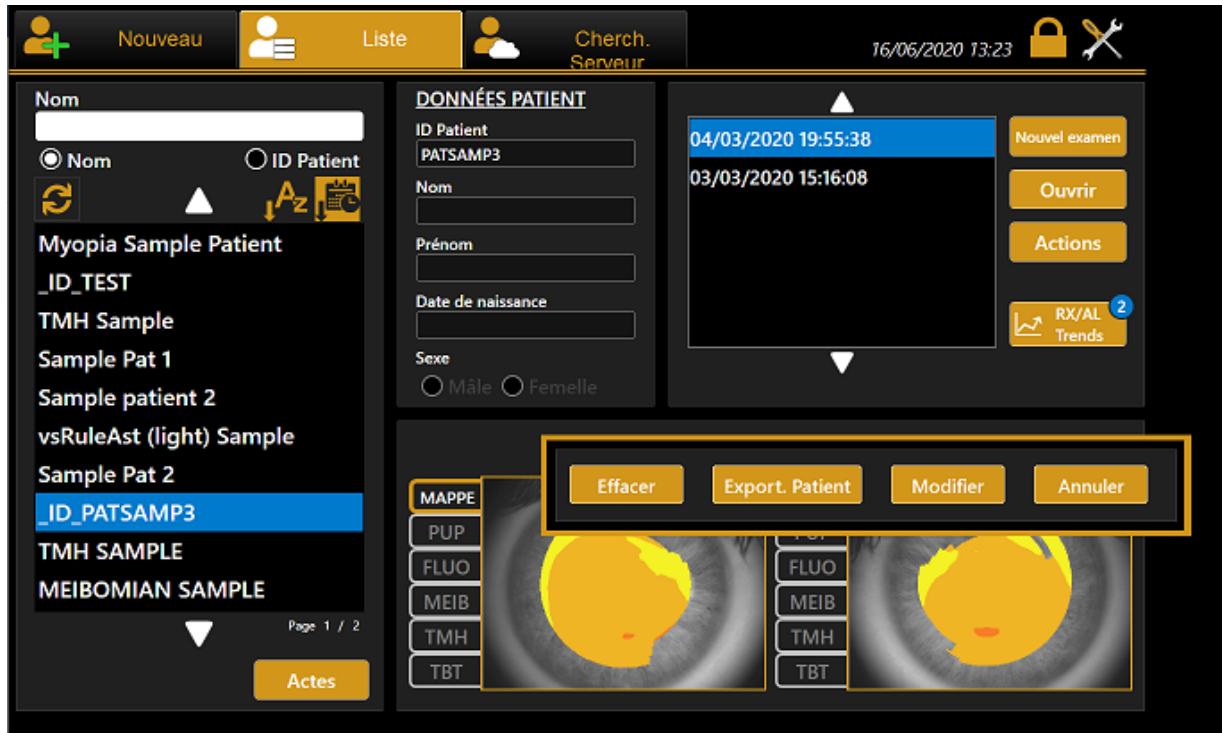 Nouveau
Liste
Cherch.
Serveur
16/06/2020 13:23
Nom
Nom
ID Patient
AZ
Myopia Sample Patient
_ID_TEST
TMH Sample
Sample Pat 1
Sample patient 2
vsRuleAst (light) Sample
Sample Pat 2
_ID_PATSAMP3
TMH SAMPLE
MEIBOMIAN SAMPLE
Page 1 / 2
Actes
DONNÉES PATIENT
ID Patient
PATSAMP3
Nom
Prénom
Date de naissance
Sexe
Mâle
Femelle
04/03/2020 19:55:38
03/03/2020 15:16:08
Nouvel examen
Ouvrir
Actions
RX/AL
Trends
2
Effacer
Export. Patient
Modifier
Annuler
MAPPE
PUP
FLUO
MEIB
TMH
TBT
PUP
FLUO
MEIB
TMH
TBT